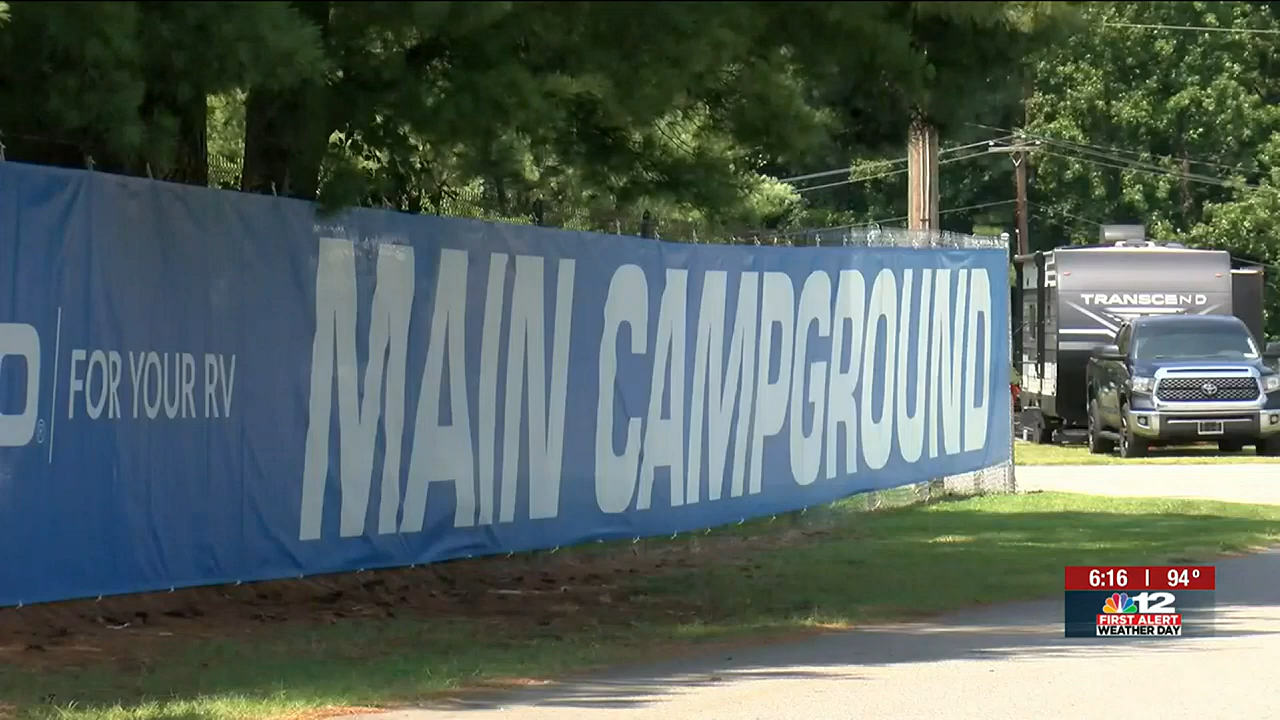 FOR YOUR RV
MAIN CAMPGROUND
TRANSCEND
6:16 | 94°
12
FIRST ALERT
WEATHER DAY